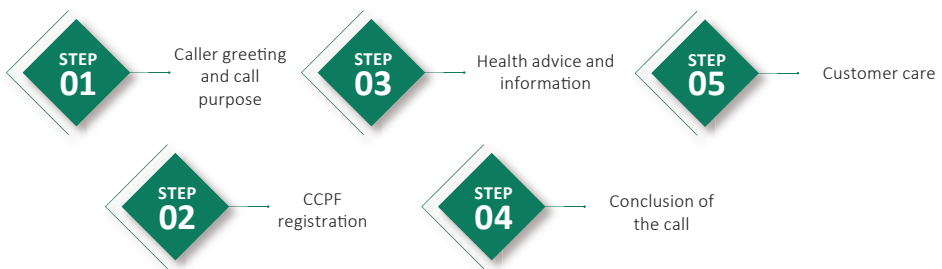 STEP
01
Caller greeting
and call
purpose
STEP
02
CCPF
registration
STEP
03
Health advice and
information
STEP
04
Conclusion of
the call
STEP
05
Customer care